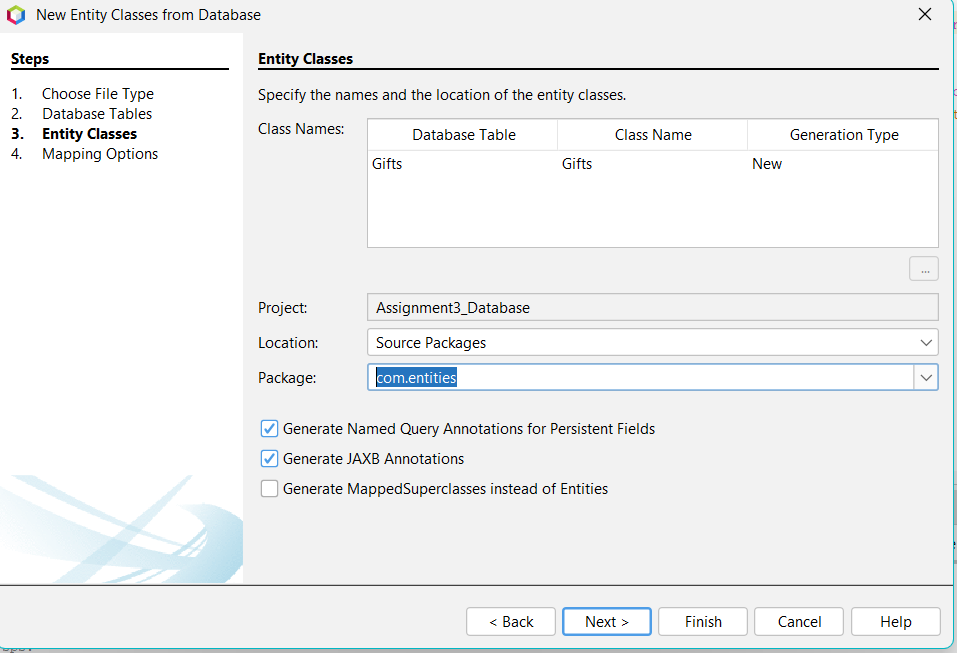 New Entity Classes from Database
Steps
1. Choose File Type
2. Database Tables
3. Entity Classes
4. Mapping Options
Entity Classes
Specify the names and the location of the entity classes.
Class Names:
Database Table Class Name Generation Type
Gifts Gifts New
...
Project: Assignment3_Database
Location: Source Packages
Package: com.entities
Generate Named Query Annotations for Persistent Fields
Generate JAXB Annotations
Generate MappedSuperclasses instead of Entities
< Back Next > Finish Cancel Help